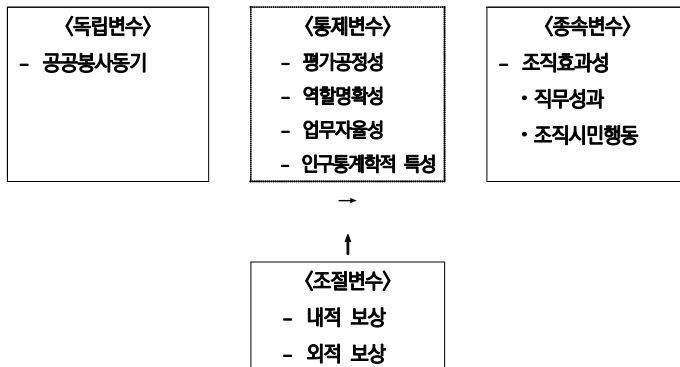 〈독립변수〉
- 공공봉사동기
〈통제변수〉
- 평가공정성
- 역할명확성
- 업무자율성
- 인구통계학적 특성
〈종속변수〉
- 조직효과성
· 직무성과
· 조직시민행동
→
↑
〈조절변수〉
- 내적 보상
- 외적 보상